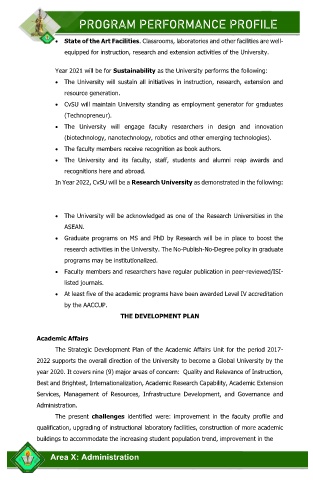 PROGRAM PERFORMANCE PROFILE
• State of the Art Facilities. Classrooms, laboratories and other facilities are well-
equipped for instruction, research and extension activities of the University.
Year 2021 will be for Sustainability as the University performs the following:
• The University will sustain all initiatives in instruction, research, extension and
resource generation.
• CvSU will maintain University standing as employment generator for graduates
(Technopreneur).
• The University will engage faculty researchers in design and innovation
(biotechnology, nanotechnology, robotics and other emerging technologies).
• The faculty members receive recognition as book authors.
• The University and its faculty, staff, students and alumni reap awards and
recognitions here and abroad.
In Year 2022, CvSU will be a Research University as demonstrated in the following:
• The University will be acknowledged as one of the Research Universities in the
ASEAN.
• Graduate programs on MS and PhD by Research will be in place to boost the
research activities in the University. The No-Publish-No-Degree policy in graduate
programs may be institutionalized.
• Faculty members and researchers have regular publication in peer-reviewed/ISI-
listed journals.
• At least five of the academic programs have been awarded Level IV accreditation
by the AACCUP.
THE DEVELOPMENT PLAN
Academic Affairs
The Strategic Development Plan of the Academic Affairs Unit for the period 2017-
2022 supports the overall direction of the University to become a Global University by the
year 2020. It covers nine (9) major areas of concern: Quality and Relevance of Instruction,
Best and Brightest, Internationalization, Academic Research Capability, Academic Extension
Services, Management of Resources, Infrastructure Development, and Governance and
Administration.
The present challenges identified were: improvement in the faculty profile and
qualification, upgrading of instructional laboratory facilities, construction of more academic
buildings to accommodate the increasing student population trend, improvement in the
Area X: Administration